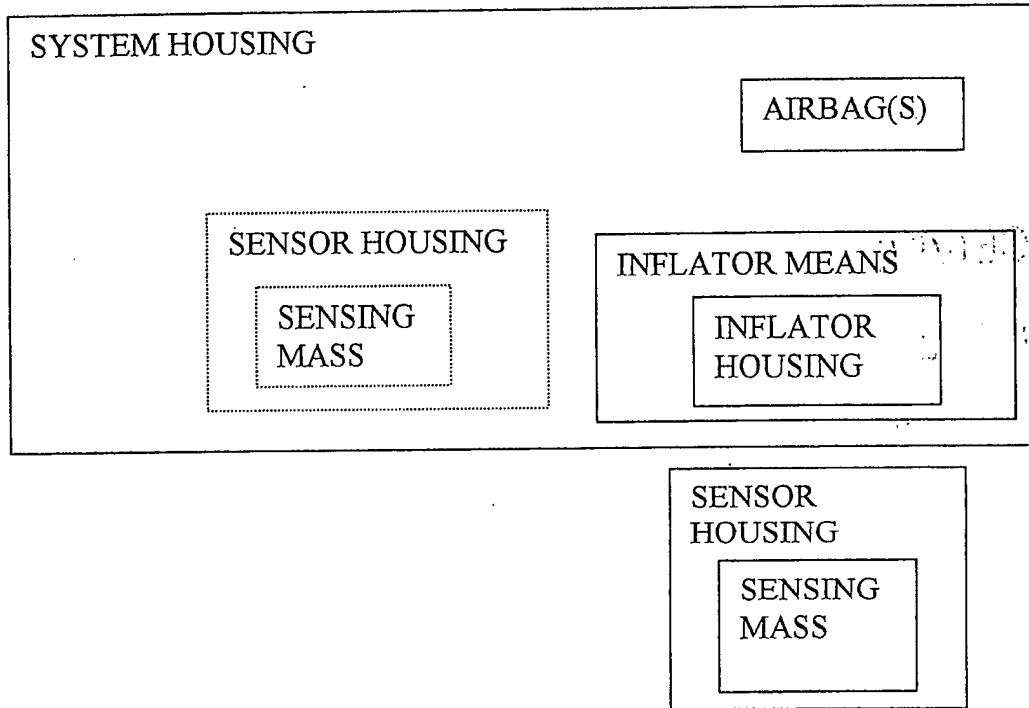 SYSTEM HOUSING
AIRBAG(S)
SENSOR HOUSING
SENSING
MASS
INFLATOR MEANS
INFLATOR
HOUSING
SENSOR
HOUSING
SENSING
MASS